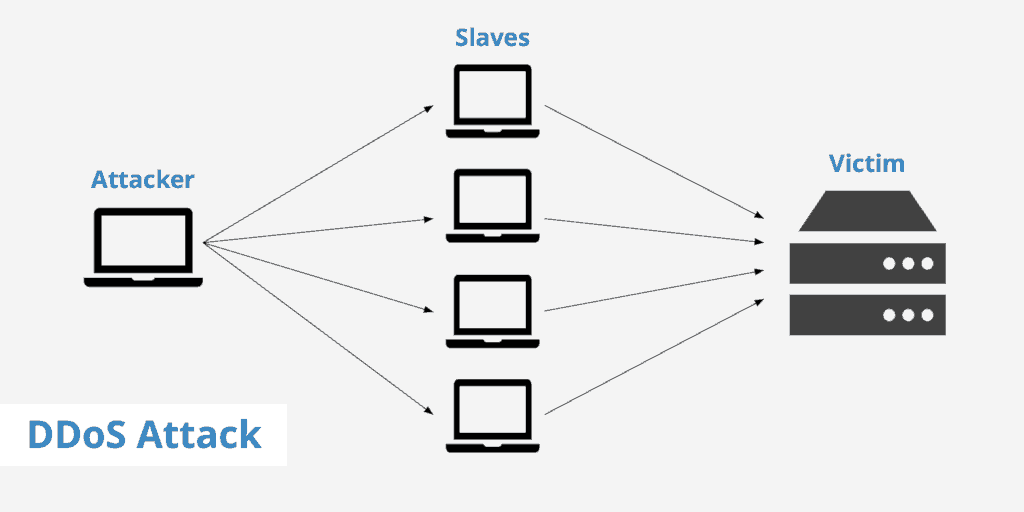 Slaves
Attacker
Victim
DDoS Attack